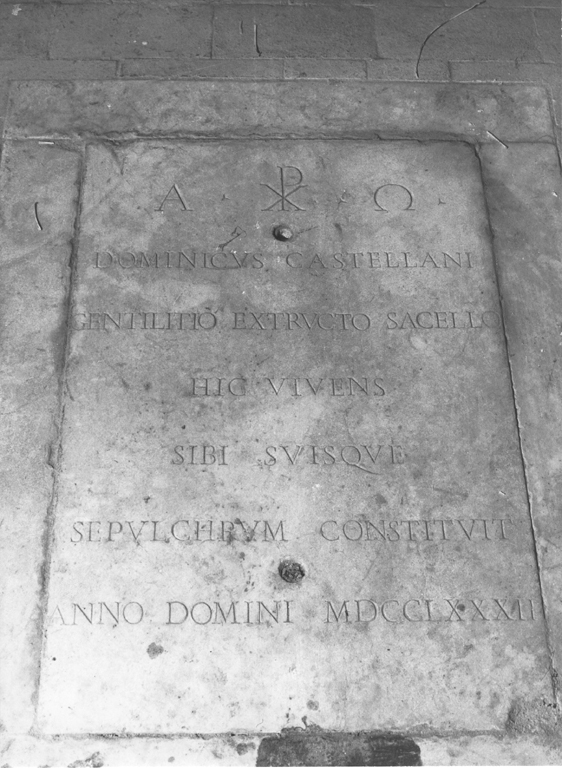 Α · ☧ · Ω ·
DOMINICVS CASTELLANI
GENTILITIO EXTRVCTO SACELLO
HIC VIVENS
SIBI SVISQVE
SEPVLCHRVM CONSTITVIT
ANNO DOMINI MDCCLXXXII